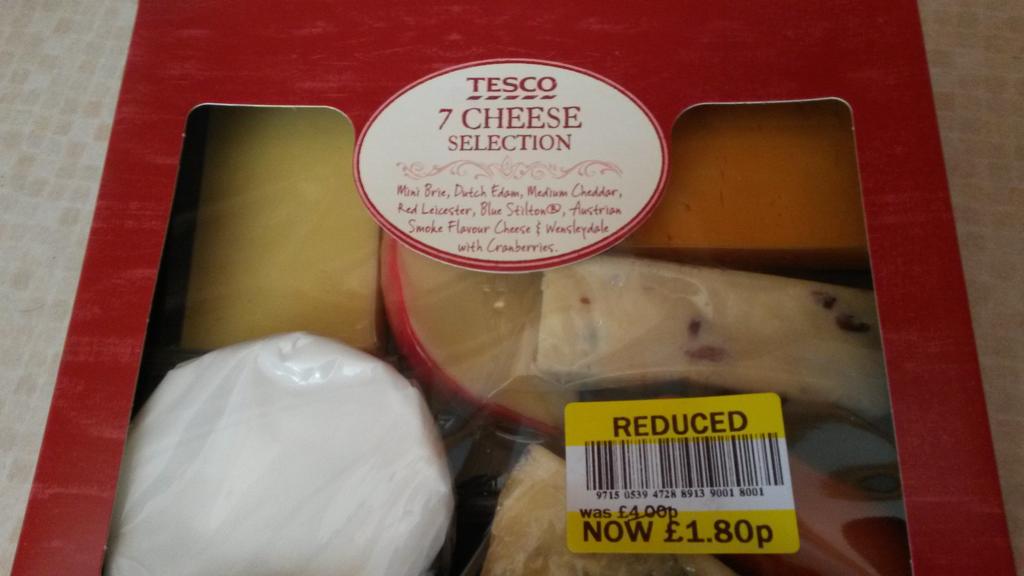 TESCO
7 CHEESE
SELECTION
Mini Brie, Dutch Edam, Medium Cheddar,
Red Leicester, Blue Stilton®, Austrian
Smoke Flavour Cheese & Wensleydale
with Cranberries.
REDUCED
9715 0539 4728 8913 9001 8001
was £4.00p
NOW £1.80p